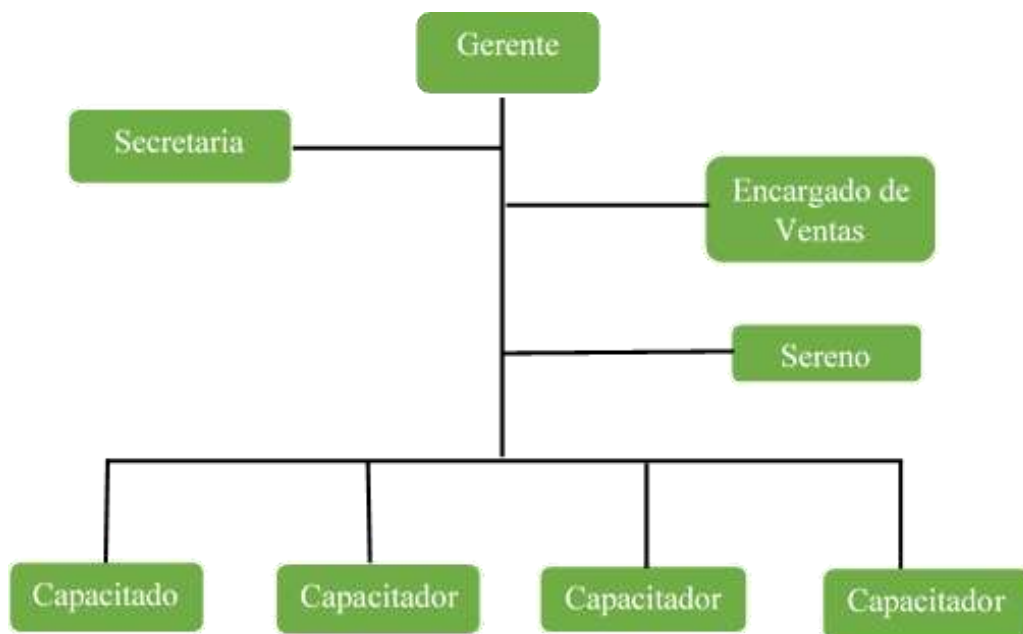 Gerente
Secretaria
Encargado de
Ventas
Sereno
Capacitado
Capacitador
Capacitador
Capacitador